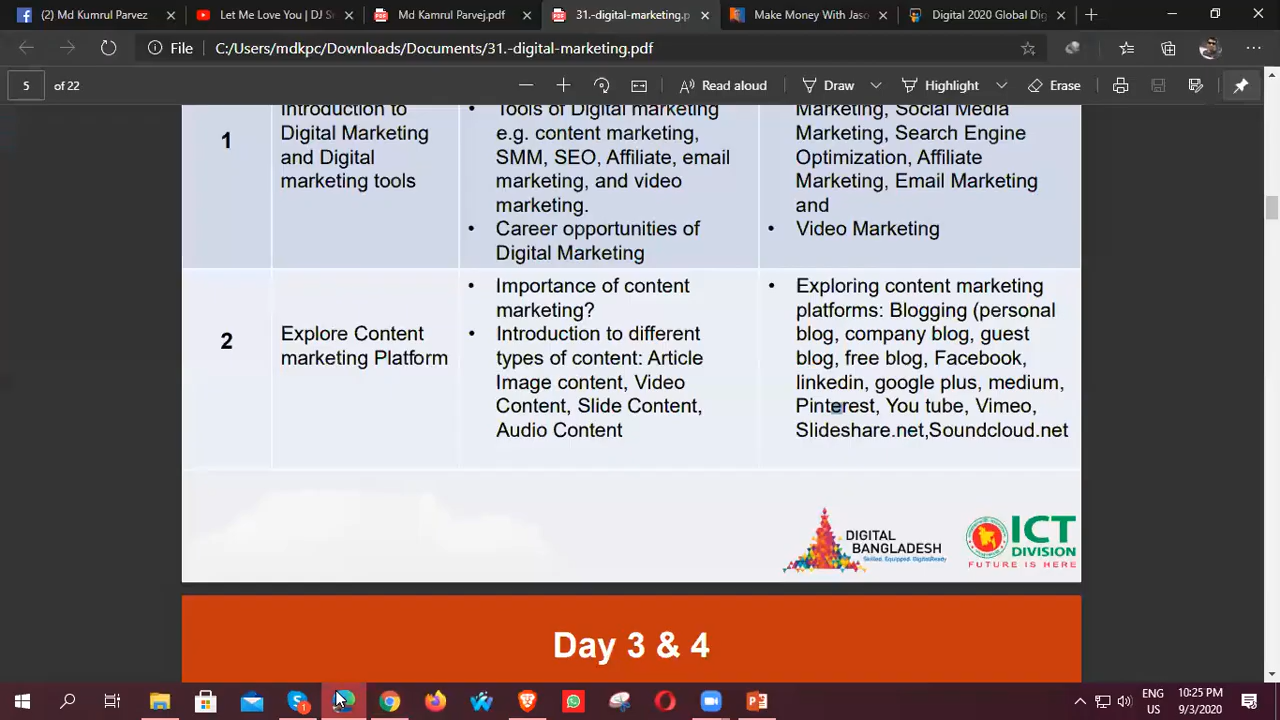 (2) Md Kumrul Parvez
Let Me Love You | DJ S
Md Kamrul Parvej.pdf
31.-digital-marketing.p
Make Money With Jaso
Digital 2020 Global Dig
File
C:/Users/mdkpc/Downloads/Documents/31.-digital-marketing.pdf
5
of 22
Read aloud
Draw
Highlight
Erase
1
Introduction to
Digital Marketing
and Digital
marketing tools
• Tools of Digital marketing
e.g. content marketing,
SMM, SEO, Affiliate, email
marketing, and video
marketing.
• Career opportunities of
Digital Marketing
Marketing, Social Media
Marketing, Search Engine
Optimization, Affiliate
Marketing, Email Marketing
and
• Video Marketing
2
Explore Content
marketing Platform
• Importance of content
marketing?
• Introduction to different
types of content: Article
Image content, Video
Content, Slide Content,
Audio Content
• Exploring content marketing
platforms: Blogging (personal
blog, company blog, guest
blog, free blog, Facebook,
linkedin, google plus, medium,
Pinterest, You tube, Vimeo,
Slideshare.net,Soundcloud.net
DIGITAL
BANGLADESH
Skilled. Equipped. DigitalReady
ICT
DIVISION
FUTURE IS HERE
Day 3 & 4
ENG
US
10:25 PM
9/3/2020